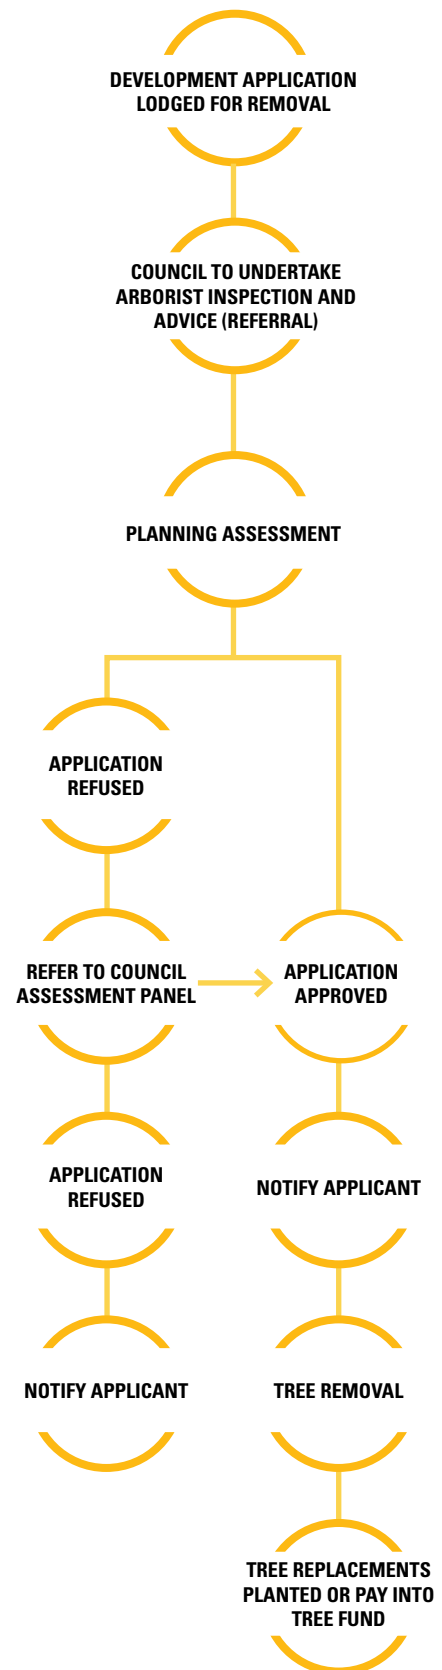 DEVELOPMENT APPLICATION
LODGED FOR REMOVAL
COUNCIL TO UNDERTAKE
ARBORIST INSPECTION AND
ADVICE (REFERRAL)
PLANNING ASSESSMENT
APPLICATION
REFUSED
REFER TO COUNCIL
ASSESSMENT PANEL
APPLICATION
APPROVED
APPLICATION
REFUSED
NOTIFY APPLICANT
NOTIFY APPLICANT
TREE REMOVAL
TREE REPLACEMENTS
PLANTED OR PAY INTO
TREE FUND